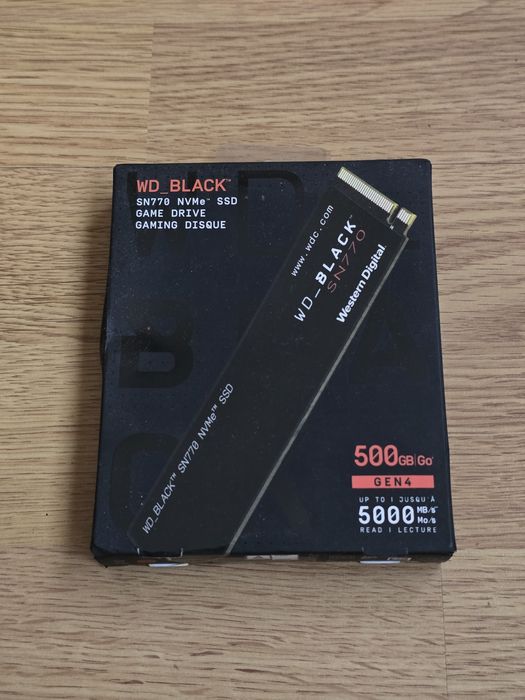 WD_BLACK™
SN770 NVMe™ SSD
GAME DRIVE
GAMING DISQUE
www.wdc.com
WD_BLACK™
SN770
Western Digital
WD_BLACK™ SN770 NVMe™ SSD
500GB|Go
GEN4
UP TO | JUSQU'À
5000 MB/s
Mo/s
READ | LECTURE